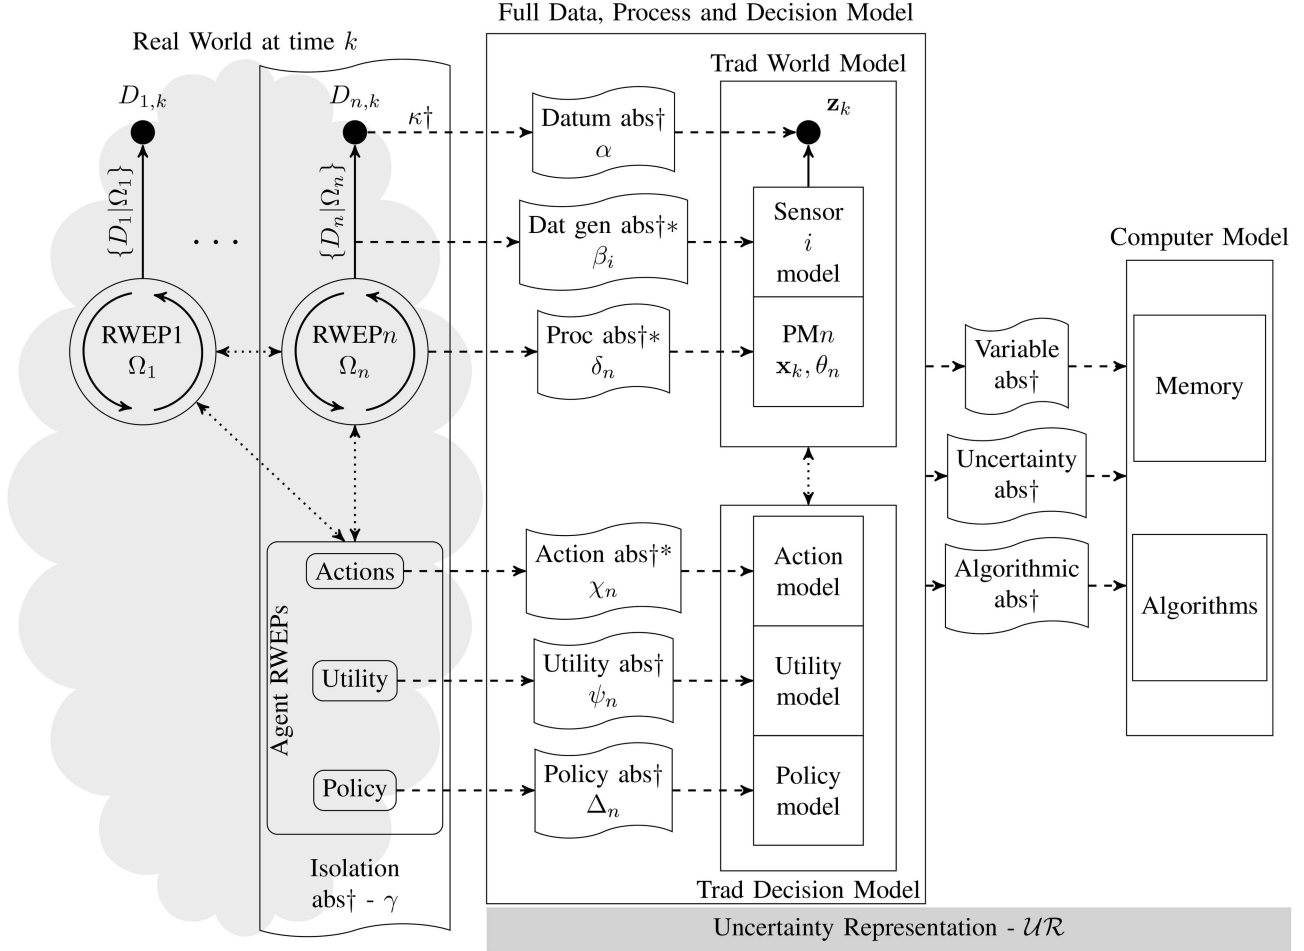 Full Data, Process and Decision Model
Real World at time k
Trad World Model
D₁,ₖ
Dₙ,ₖ
κ†
Datum abs†
α
𝐳ₖ
{D₁|Ω₁}
. . .
{Dₙ|Ωₙ}
Dat gen abs†*
βᵢ
Sensor
i
model
Computer Model
RWEP1
Ω₁
RWEPn
Ωₙ
Proc abs†*
δₙ
PMn
𝐱ₖ, θₙ
Variable
abs†
Memory
Uncertainty
abs†
Agent RWEPs
Actions
Action abs†*
χₙ
Action
model
Algorithmic
abs†
Algorithms
Utility
Utility abs†
ψₙ
Utility
model
Policy
Policy abs†
Δₙ
Policy
model
Isolation
abs† - γ
Trad Decision Model
Uncertainty Representation - 𝒰ℛ